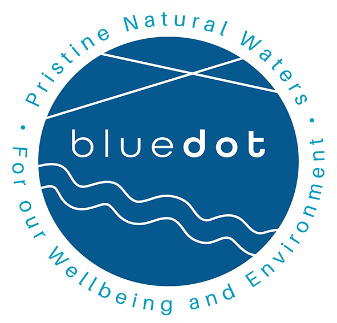 • Pristine Natural Waters •
bluedot
For our Wellbeing and Environment